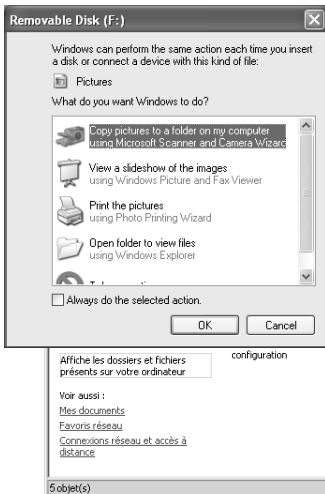 Removable Disk (F:)
Windows can perform the same action each time you insert
a disk or connect a device with this kind of file:
Pictures
What do you want Windows to do?
Copy pictures to a folder on my computer
using Microsoft Scanner and Camera Wizard
View a slideshow of the images
using Windows Picture and Fax Viewer
Print the pictures
using Photo Printing Wizard
Open folder to view files
using Windows Explorer
Always do the selected action.
OK
Cancel
Affiche les dossiers et fichiers
présents sur votre ordinateur
configuration
Voir aussi :
Mes documents
Favoris réseau
Connexions réseau et accès à
distance
5 objet(s)